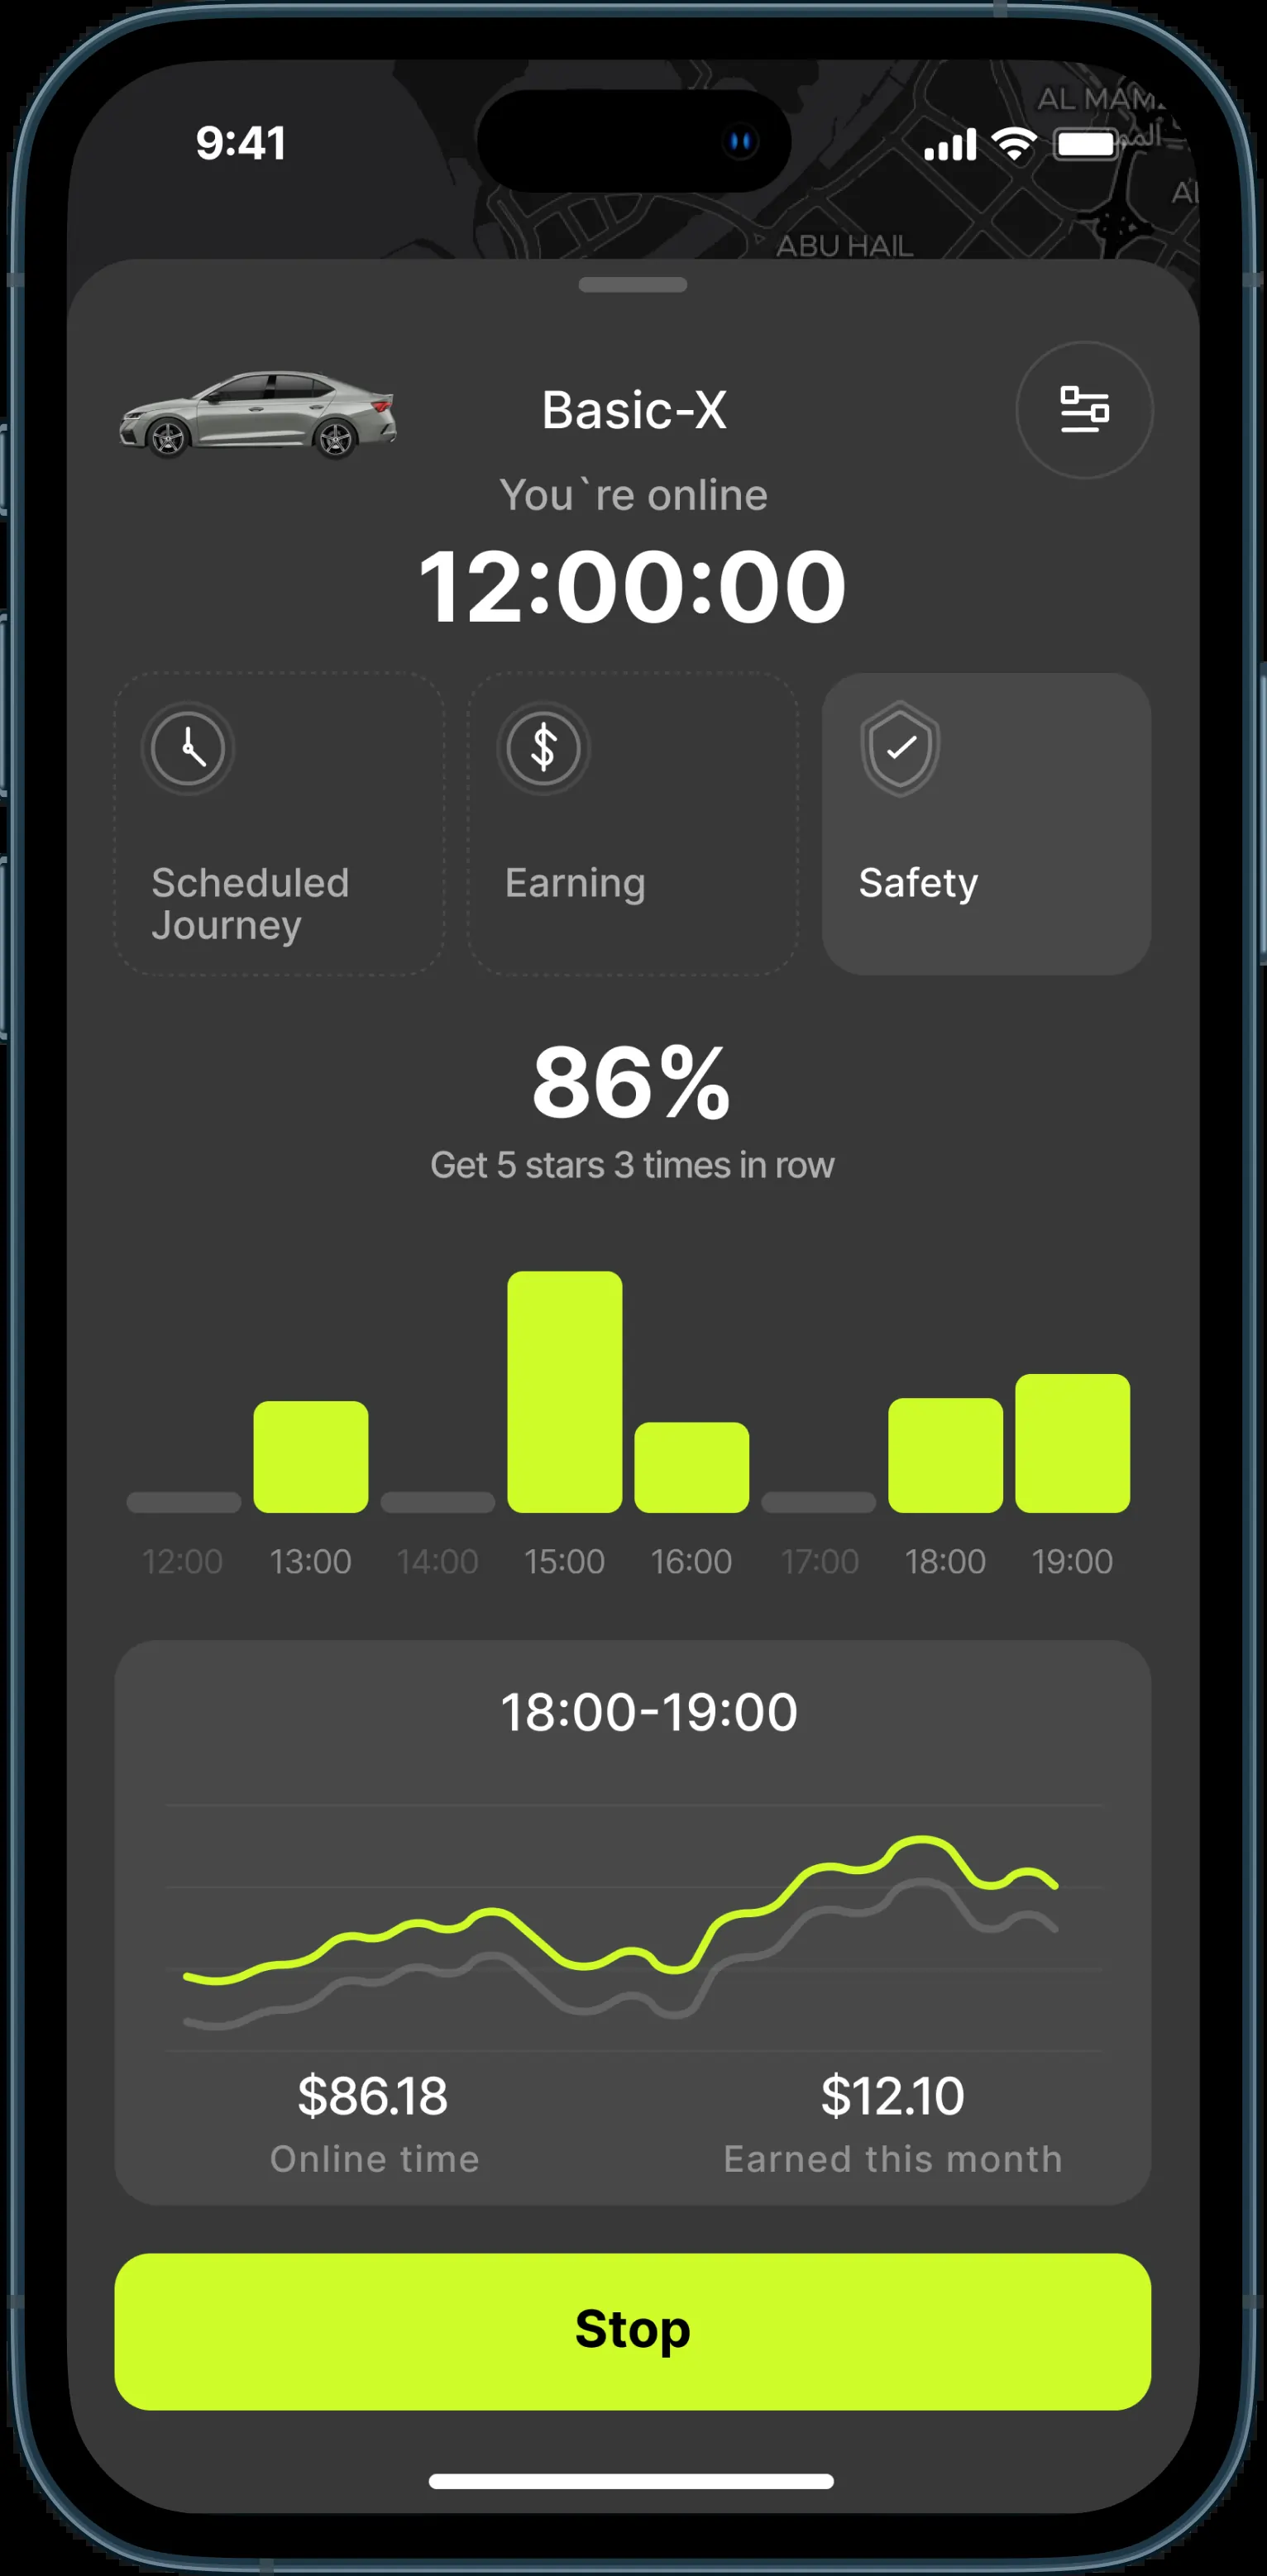 AL MAM
9:41
ABU HAIL
Basic-X
You`re online
12:00:00
Scheduled
Journey
Earning
Safety
86%
Get 5 stars 3 times in row
12:00 13:00 14:00 15:00 16:00 17:00 18:00 19:00
18:00-19:00
$86.18 $12.10
Online time Earned this month
Stop